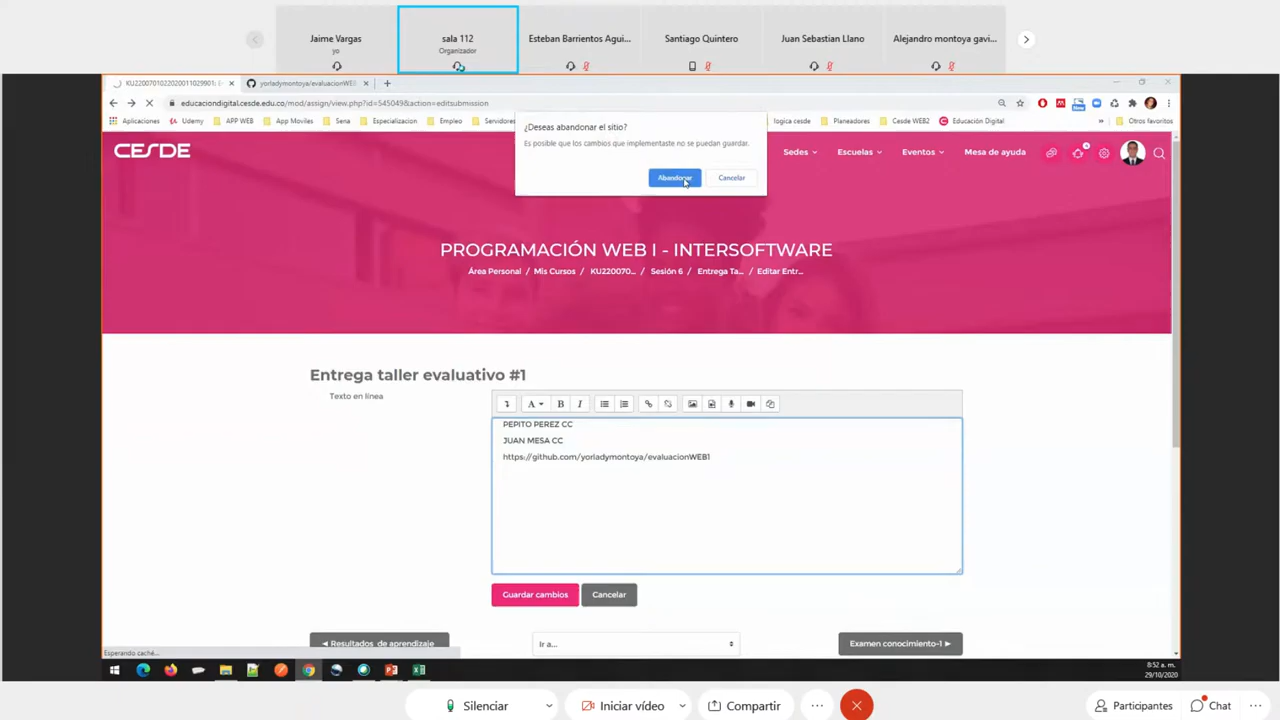 Jaime Vargas
yo
sala 112
Organizador
Esteban Barrientos Agui...
Santiago Quintero
Juan Sebastian Llano
Alejandro montoya gavi...
KU2200701022020011029901: E
yorladymontoya/evaluacionWEB
educaciondigital.cesde.edu.co/mod/assign/view.php?id=545049&action=editsubmission
Aplicaciones
Udemy
APP WEB
App Moviles
Sena
Especializacion
Empleo
Servidores
logica cesde
Planeadores
Cesde WEB2
Educación Digital
»
Otros favoritos
¿Deseas abandonar el sitio?
Es posible que los cambios que implementaste no se puedan guardar.
Abandonar
Cancelar
CESDE
Sedes
Escuelas
Eventos
Mesa de ayuda
PROGRAMACIÓN WEB I - INTERSOFTWARE
Área Personal / Mis Cursos / KU220070... / Sesión 6 / Entrega Ta... / Editar Entr...
Entrega taller evaluativo #1
Texto en línea
A
B
I
PEPITO PEREZ CC
JUAN MESA CC
https://github.com/yorladymontoya/evaluacionWEB1
Guardar cambios
Cancelar
◄ Resultados de aprendizaje
Ir a...
Examen conocimiento-1 ►
Esperando caché...
8:52 a. m.
29/10/2020
Silenciar
Iniciar vídeo
Compartir
Participantes
Chat